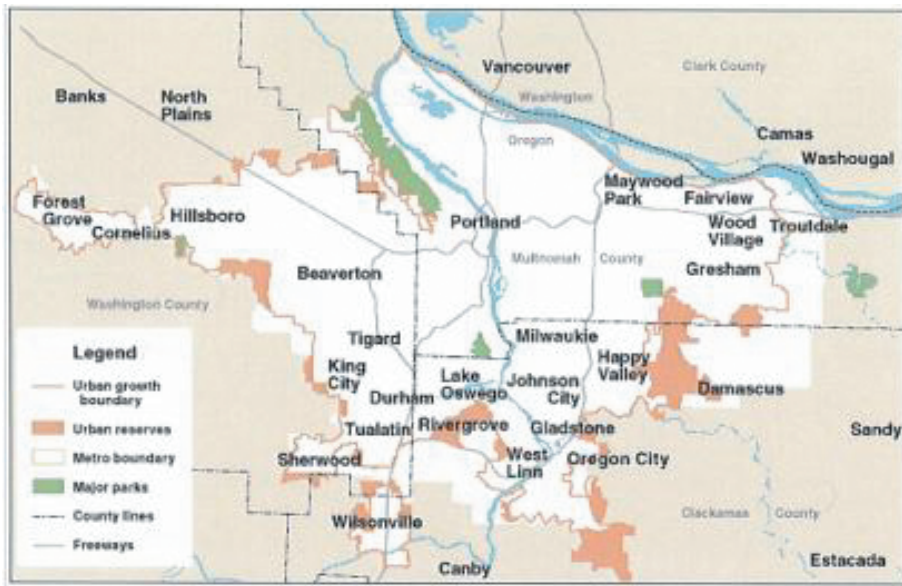 Vancouver
Clark County
Banks
North
Plains
Washington
Oregon
Camas
Washougal
Maywood
Park
Fairview
Forest
Grove
Cornelius
Hillsboro
Portland
Wood
Village
Troutdale
Multnomah
County
Gresham
Beaverton
Washington County
Tigard
Milwaukie
Happy
Valley
King
City
Lake
Oswego
Johnson
City
Damascus
Durham
Tualatin
Rivergrove
Gladstone
Sandy
Sherwood
West
Linn
Oregon City
Wilsonville
Clackamas
County
Canby
Estacada
Legend
Urban growth
boundary
Urban reserves
Metro boundary
Major parks
County lines
Freeways